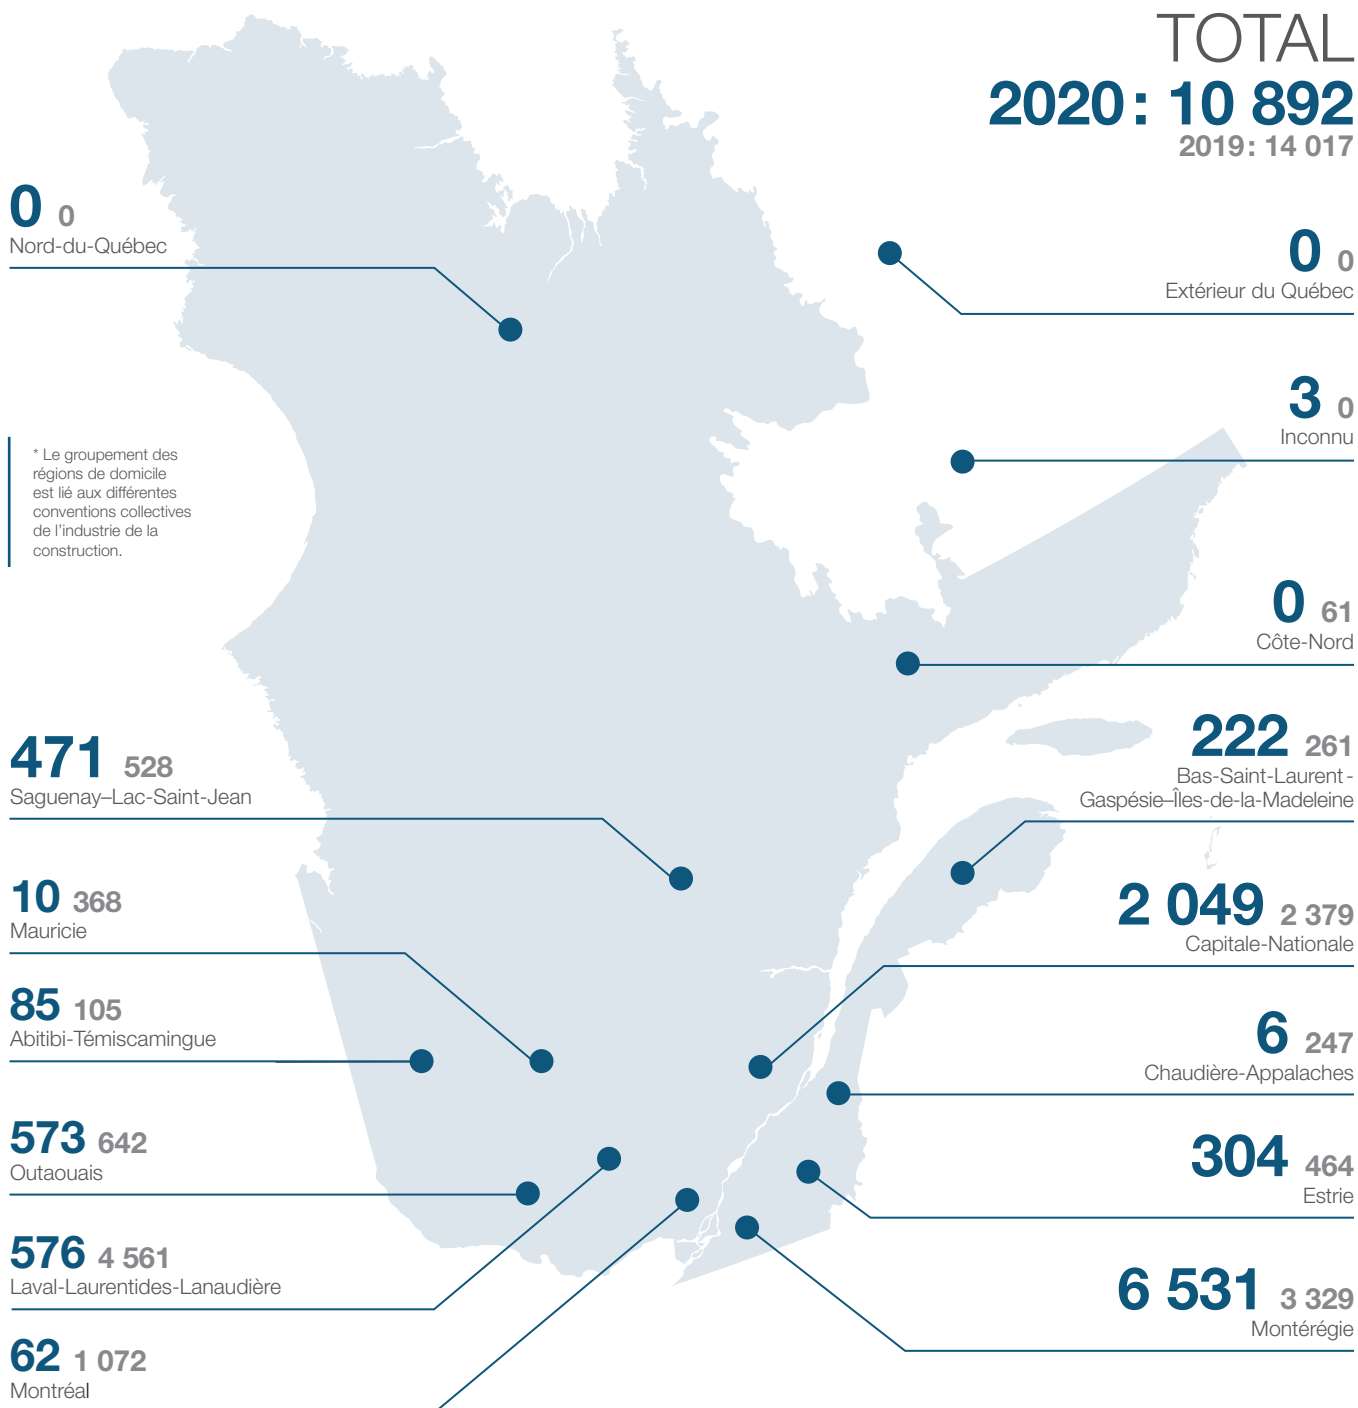 TOTAL
2020 : 10 892
2019 : 14 017
0 0
Nord-du-Québec
0 0
Extérieur du Québec
3 0
Inconnu
* Le groupement des
régions de domicile
est lié aux différentes
conventions collectives
de l'industrie de la
construction.
0 61
Côte-Nord
471 528
Saguenay–Lac-Saint-Jean
222 261
Bas-Saint-Laurent -
Gaspésie–Îles-de-la-Madeleine
10 368
Mauricie
2 049 2 379
Capitale-Nationale
85 105
Abitibi-Témiscamingue
6 247
Chaudière-Appalaches
573 642
Outaouais
304 464
Estrie
576 4 561
Laval-Laurentides-Lanaudière
6 531 3 329
Montérégie
62 1 072
Montréal